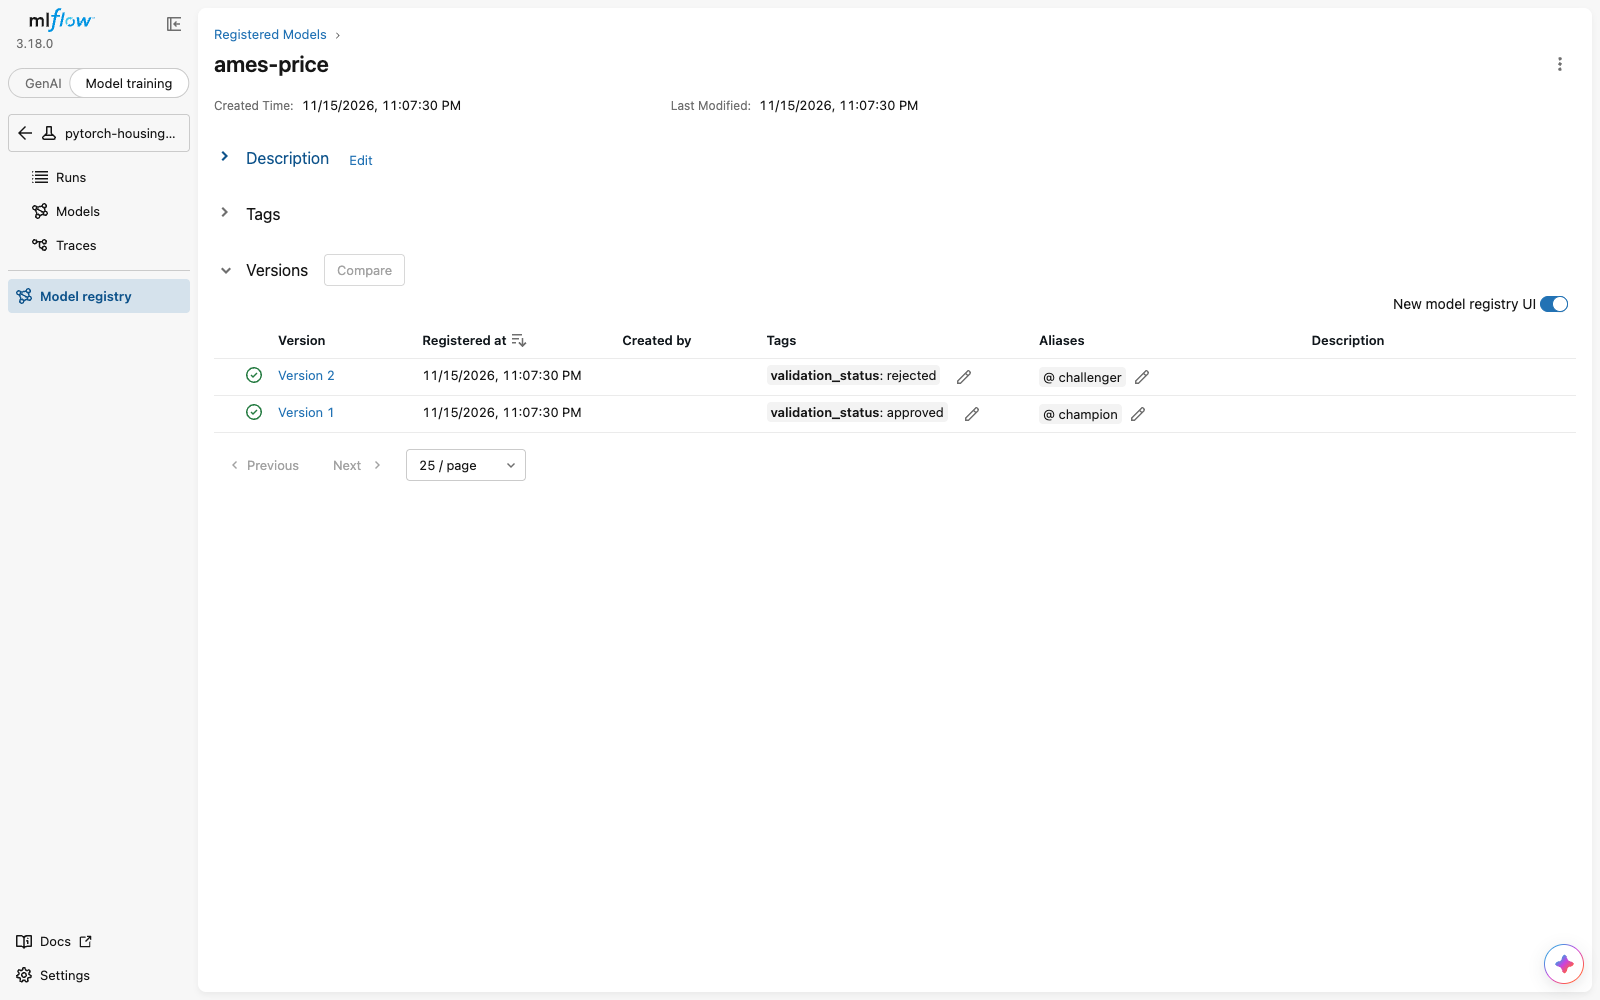 mlflow
3.18.0
GenAI
Model training
pytorch-housing...
Runs
Models
Traces
Model registry
Docs
Settings
Registered Models
ames-price
Created Time: 11/15/2026, 11:07:30 PM
Last Modified: 11/15/2026, 11:07:30 PM
Description Edit
Tags
Versions Compare
New model registry UI
Version Registered at Created by Tags Aliases Description
Version 2 11/15/2026, 11:07:30 PM validation_status: rejected @ challenger
Version 1 11/15/2026, 11:07:30 PM validation_status: approved @ champion
Previous Next 25 / page